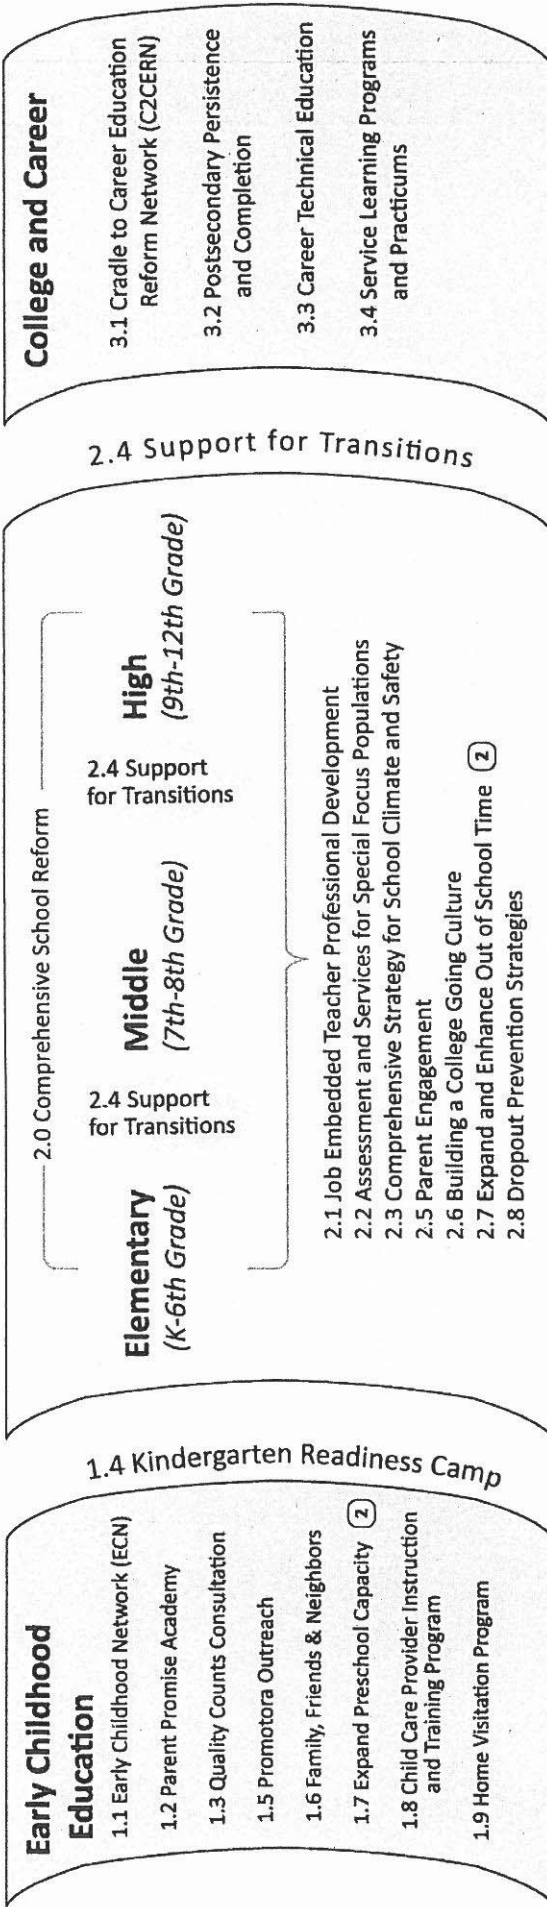 Early Childhood
Education
1.1 Early Childhood Network (ECN)
1.2 Parent Promise Academy
1.3 Quality Counts Consultation
1.5 Promotora Outreach
1.6 Family, Friends & Neighbors
1.7 Expand Preschool Capacity 2
1.8 Child Care Provider Instruction
and Training Program
1.9 Home Visitation Program
1.4 Kindergarten Readiness Camp
2.0 Comprehensive School Reform
Elementary
(K-6th Grade)
2.4 Support
for Transitions
Middle
(7th-8th Grade)
2.4 Support
for Transitions
High
(9th-12th Grade)
2.1 Job Embedded Teacher Professional Development
2.2 Assessment and Services for Special Focus Populations
2.3 Comprehensive Strategy for School Climate and Safety
2.5 Parent Engagement
2.6 Building a College Going Culture
2.7 Expand and Enhance Out of School Time 2
2.8 Dropout Prevention Strategies
2.4 Support for Transitions
College and Career
3.1 Cradle to Career Education
Reform Network (C2CERN)
3.2 Postsecondary Persistence
and Completion
3.3 Career Technical Education
3.4 Service Learning Programs
and Practicums